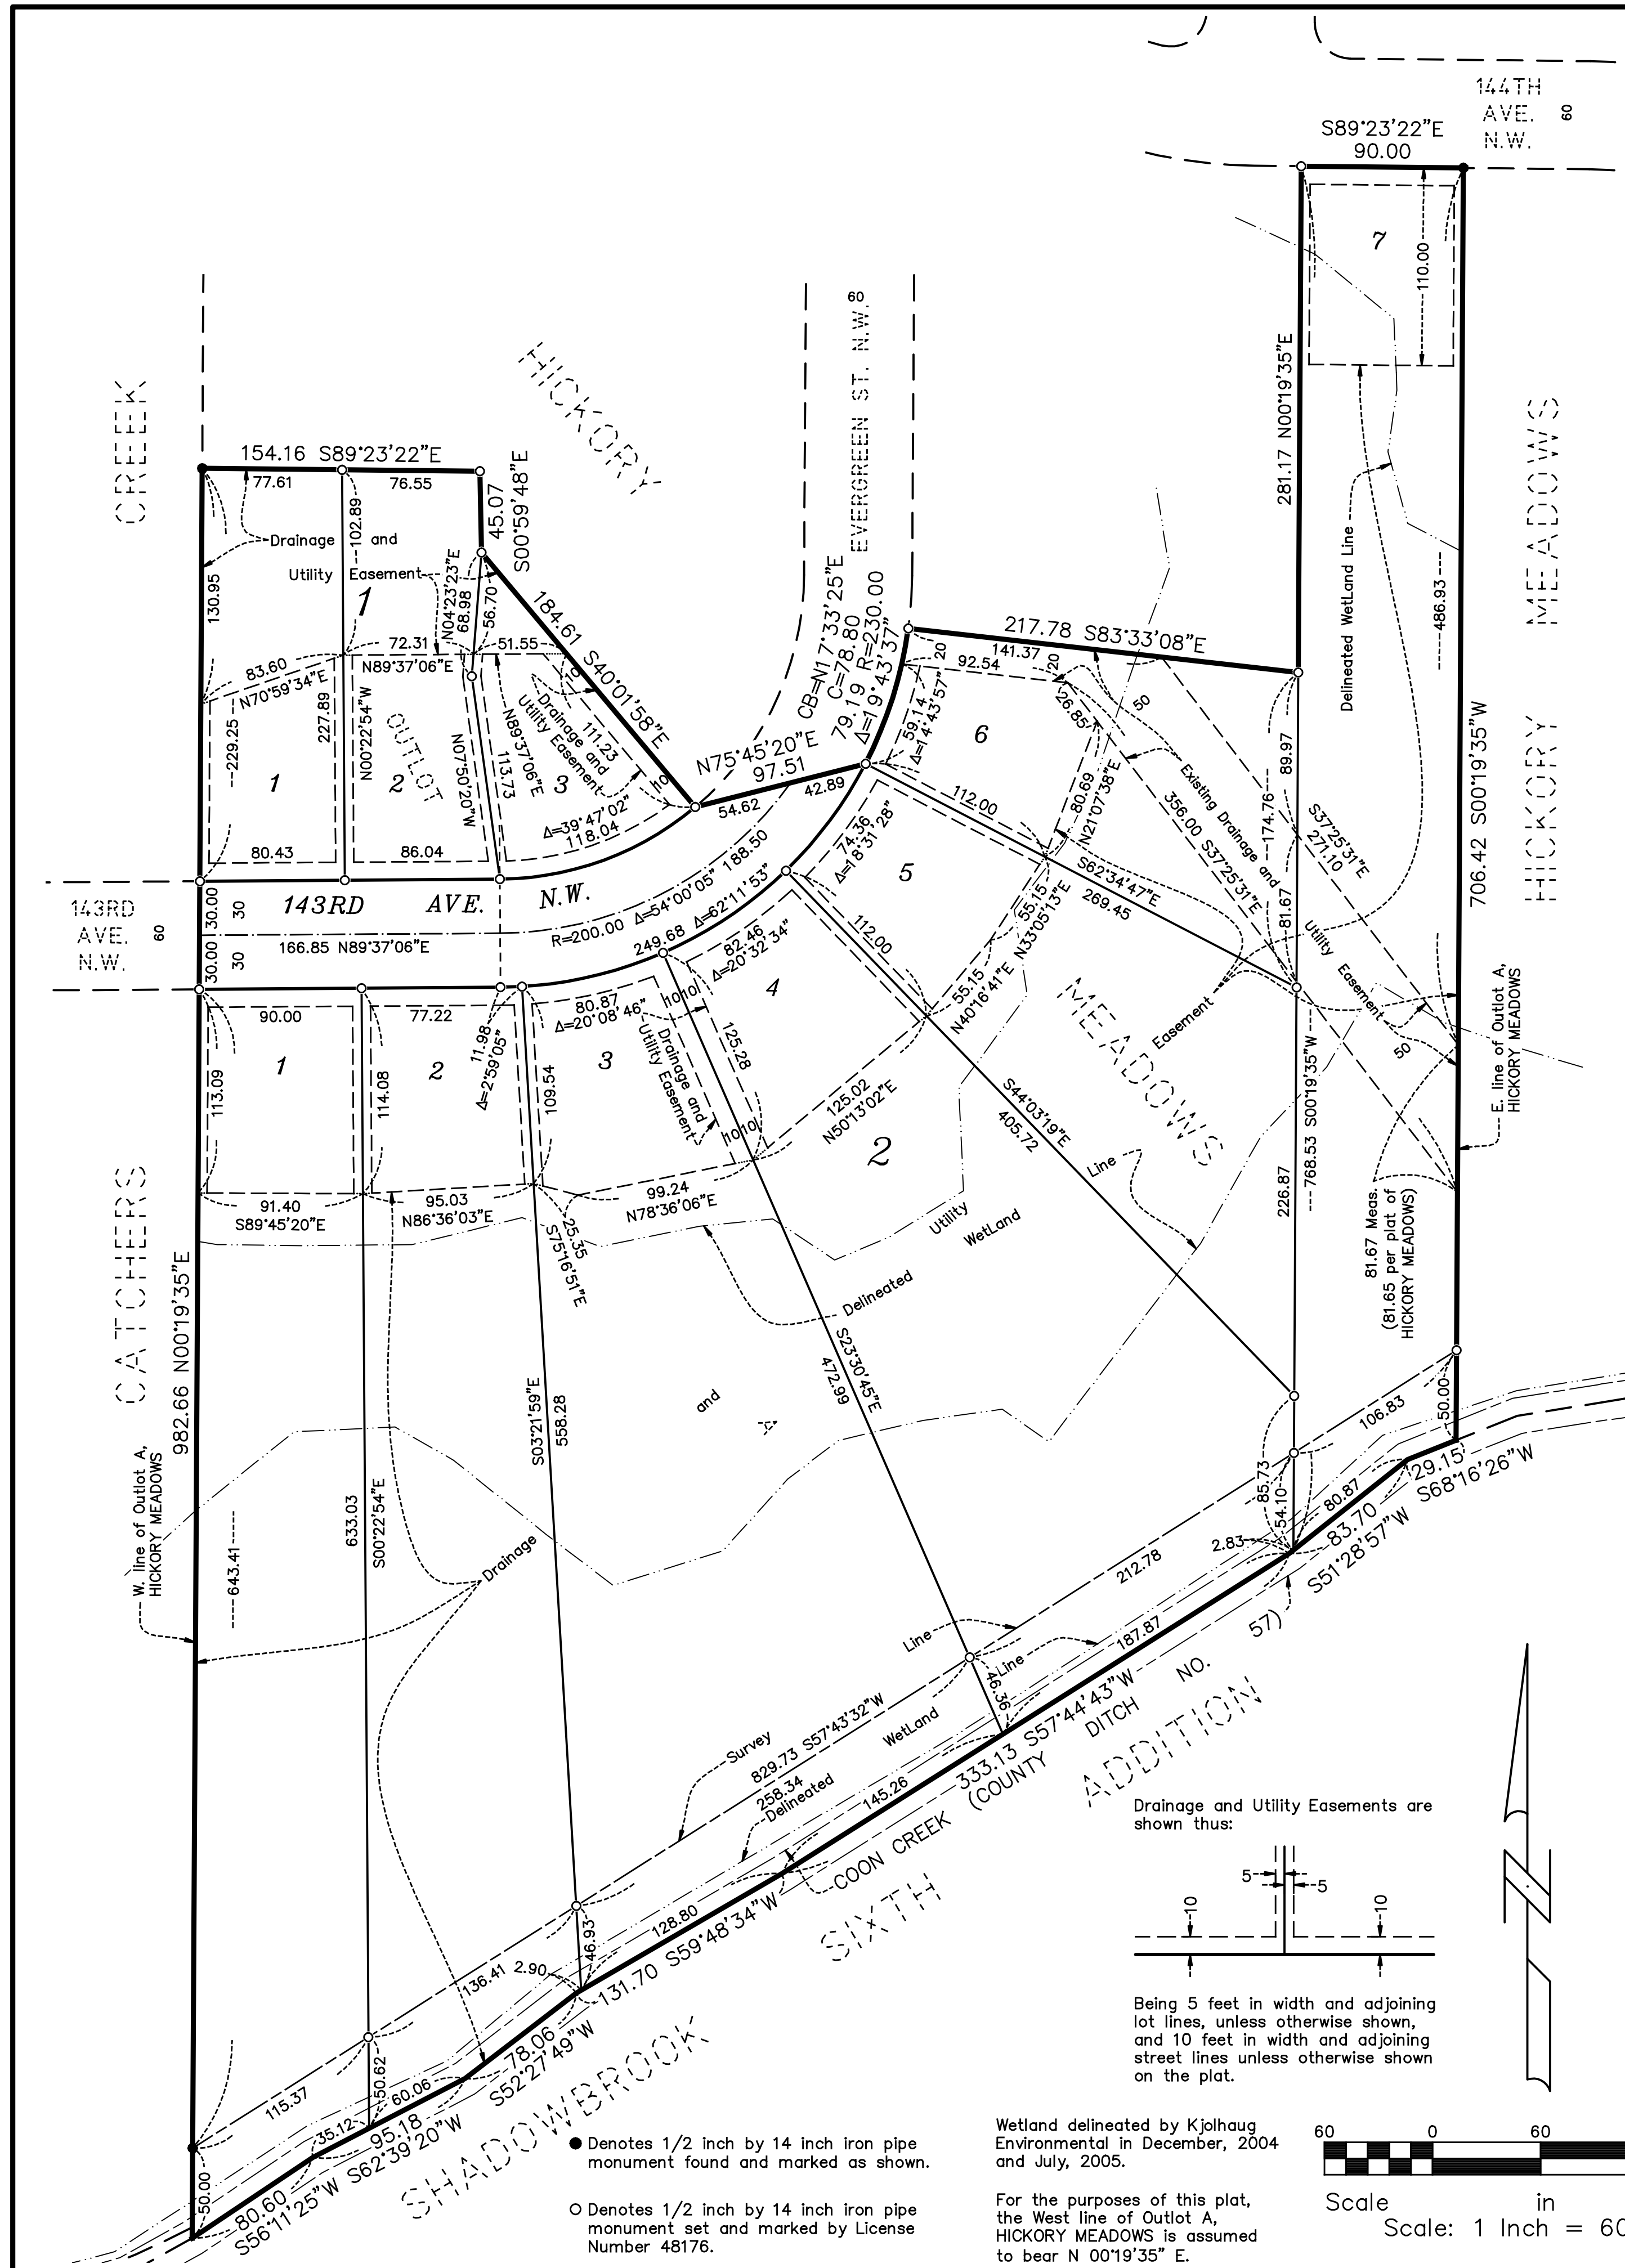 144TH
AVE.
N.W.
60
S89°23'22"E
90.00
7
110.00
281.17 N00°19'35"E
Delineated WetLand Line
486.93
HICKORY MEADOWS
706.42 S00°19'35"W
CREEK
HICKORY
EVERGREEN ST. N.W.
60
154.16 S89°23'22"E
77.61
76.55
45.07
S00°59'48"E
102.89
Drainage and
Utility Easement
1
130.95
N04°23'23"E
68.98
56.70
184.61 S40°01'58"E
72.31
51.55
N89°37'06"E
83.60
N70°59'34"E
10
Drainage and
Utility Easement
111.23
10
N89°37'06"E
229.25
227.89
N00°22'54"W
OUTLOT
N07°50'20"W
113.73
1
2
3
Δ=39°47'02"
118.04
80.43
86.04
CB=N17°33'25"E
C=78.80
79.19 R=230.00
Δ=19°43'37"
N75°45'20"E
97.51
54.62
42.89
217.78 S83°33'08"E
141.37
20
92.54
20
26.85
50
59.14
Δ=14°43'57"
6
80.69
N21°07'38"E
Existing Drainage and
Utility Easement
356.00 S37°25'31"E
174.76
89.97
S37°25'31"E
271.10
81.67
112.00
S62°34'47"E
269.45
74.36
Δ=18°31'28"
5
55.15
N33°05'13"E
143RD
AVE.
N.W.
60
30.00
30
30.00
30
143RD AVE. N.W.
166.85 N89°37'06"E
R=200.00 Δ=54°00'05" 188.50
249.68 Δ=62°11'53"
82.46
Δ=20°32'34"
4
112.00
55.15
N40°16'41"E
MEADOWS
Easement
50
E. line of Outlot A,
HICKORY MEADOWS
90.00
77.22
11.98
Δ=2°59'05"
80.87
Δ=20°08'46"
1010
Drainage and
Utility Easement
1010
125.28
1
2
3
113.09
114.08
109.54
125.02
N50°13'02"E
2
S44°03'19"E
405.72
Line
768.53 S00°19'35"W
226.87
81.67 Meas.
(81.65 per plat of
HICKORY MEADOWS)
91.40
S89°45'20"E
95.03
N86°36'03"E
99.24
N78°36'06"E
25.35
S75°16'51"E
Utility
WetLand
Delineated
CATCHERS
982.66 N00°19'35"E
S03°21'59"E
558.28
S23°30'45"E
472.99
and
A
W. line of Outlot A,
HICKORY MEADOWS
643.41
633.03
S00°22'54"E
Drainage
50.00
106.83
85.73
54.10
2.83
80.87
29.15
S68°16'26"W
83.70
S51°28'57"W
212.78
Line
Line
187.87
46.36
57)
Survey
829.73 S57°43'32"W
258.34
Delineated
WetLand
145.26
333.13 S57°44'43"W
COON CREEK (COUNTY DITCH NO.
ADDITION
SIXTH
SHADOWBROOK
136.41
2.90
46.93
128.80
131.70 S59°48'34"W
78.06
S52°27'49"W
115.37
50.62
60.06
35.12
95.18
S62°39'20"W
50.00
80.60
S56°11'25"W
Drainage and Utility Easements are
shown thus:
5
5
10
10
Being 5 feet in width and adjoining
lot lines, unless otherwise shown,
and 10 feet in width and adjoining
street lines unless otherwise shown
on the plat.
Denotes 1/2 inch by 14 inch iron pipe
monument found and marked as shown.
Denotes 1/2 inch by 14 inch iron pipe
monument set and marked by License
Number 48176.
Wetland delineated by Kjolhaug
Environmental in December, 2004
and July, 2005.
For the purposes of this plat,
the West line of Outlot A,
HICKORY MEADOWS is assumed
to bear N 00°19'35" E.
N
60 0 60
Scale in
Scale: 1 Inch = 60